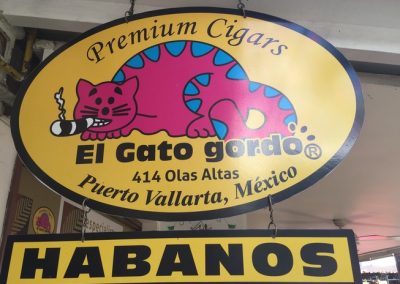 Premium Cigars
El Gato gordo®
414 Olas Altas
Puerto Vallarta, México
HABANOS